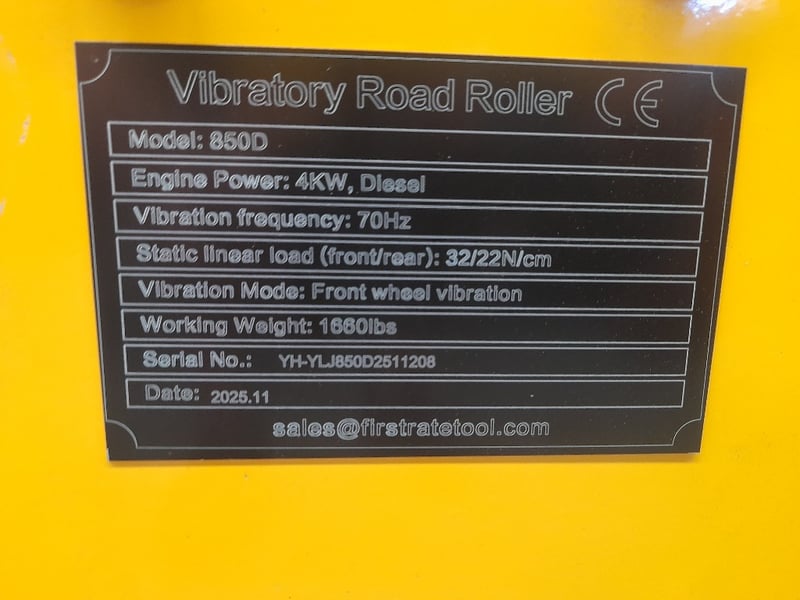 Vibratory Road Roller CE
Model: 850D
Engine Power: 4KW, Diesel
Vibration frequency: 70Hz
Static linear load (front/rear): 32/22N/cm
Vibration Mode: Front wheel vibration
Working Weight: 1660lbs
Serial No.: YH-YLJ850D2511208
Date: 2025.11
sales@firstratetool.com